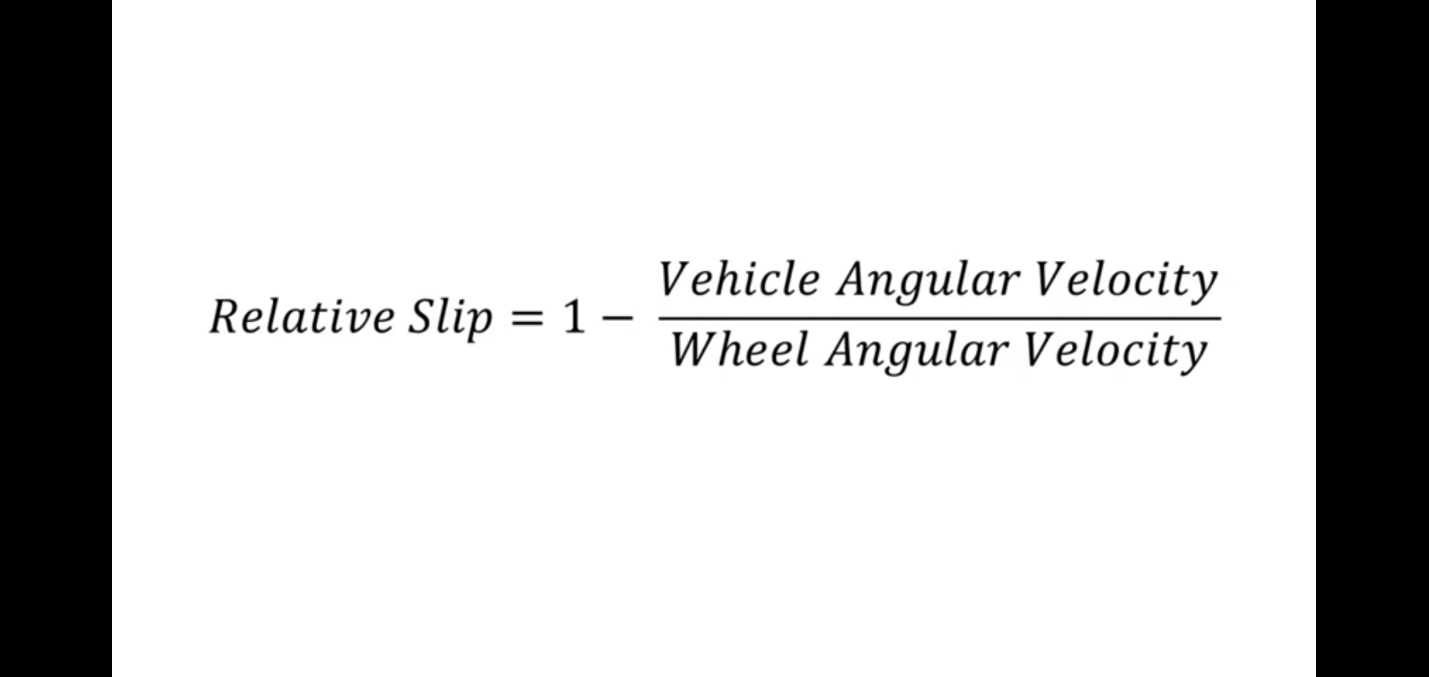 Relative Slip = 1 − Vehicle Angular Velocity / Wheel Angular Velocity